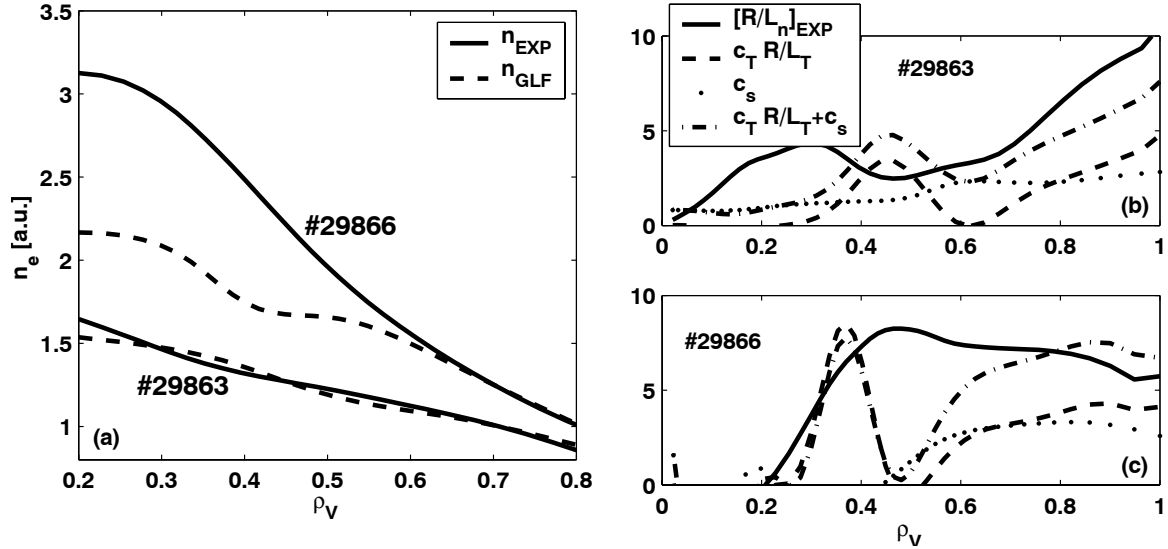 3.5
3
2.5
2
1.5
1
n_e [a.u.]
n_EXP
n_GLF
#29866
#29863
(a)
0.2 0.3 0.4 0.5 0.6 0.7 0.8
ρ_V
[R/L_n]_EXP
c_T R/L_T
c_s
c_T R/L_T+c_s
#29863
10
5
0
(b)
0 0.2 0.4 0.6 0.8 1
10
5
0
#29866
(c)
0 0.2 0.4 0.6 0.8 1
ρ_V